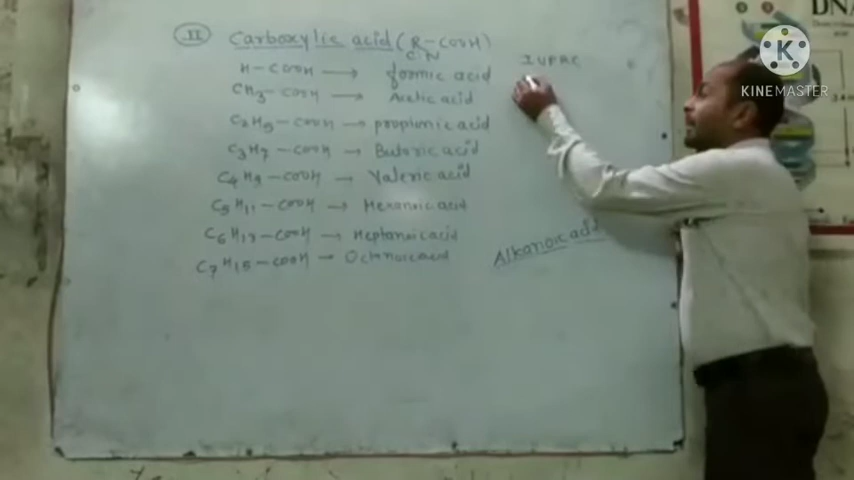 II Carboxylic acid (R-COOH)
C.N IUPAC
H-COOH → formic acid
CH3-COOH → Acetic acid
C2H5-COOH → propionic acid
C3H7-COOH → Butyric acid
C4H9-COOH → Valeric acid
C5H11-COOH → Hexanoic acid
C6H13-COOH → Heptanoic acid
C7H15-COOH → Octanoic acid
Alkanoic acid
DN
KINEMASTER